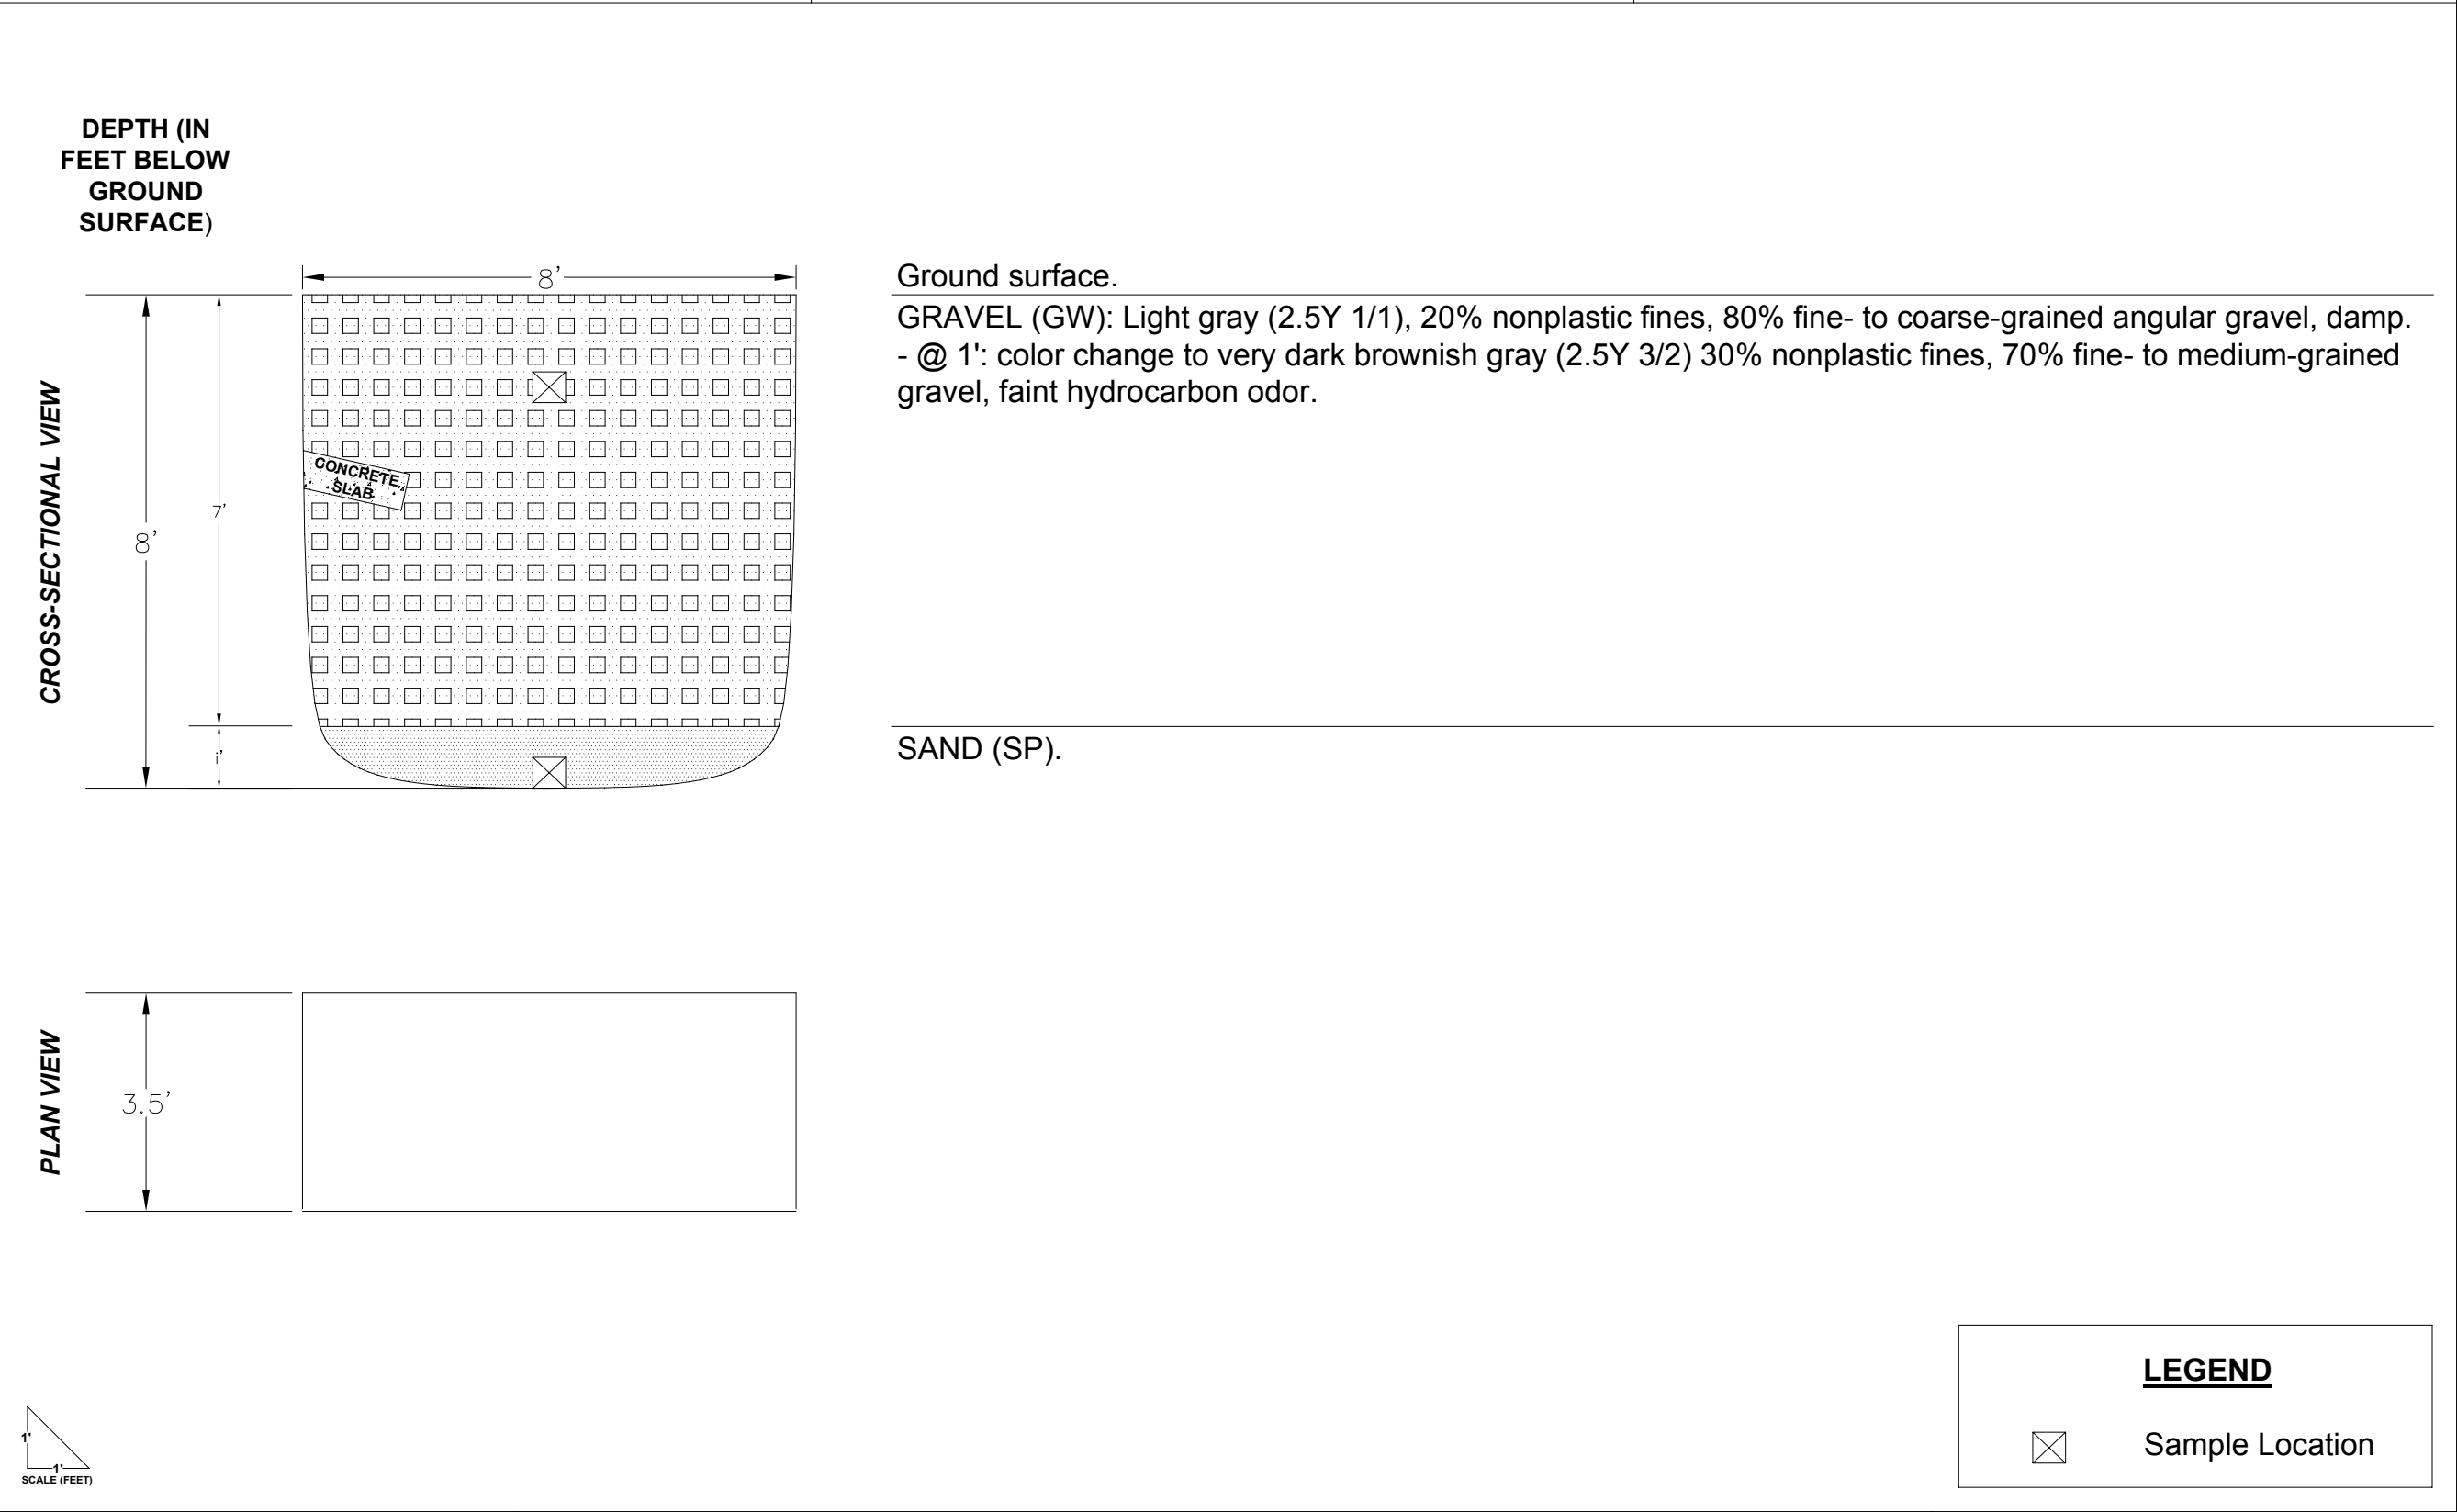 DEPTH (IN
FEET BELOW
GROUND
SURFACE)
8'
Ground surface.
GRAVEL (GW): Light gray (2.5Y 1/1), 20% nonplastic fines, 80% fine- to coarse-grained angular gravel, damp.
- @ 1': color change to very dark brownish gray (2.5Y 3/2) 30% nonplastic fines, 70% fine- to medium-grained
gravel, faint hydrocarbon odor.
CROSS-SECTIONAL VIEW
8'
7'
CONCRETE
SLAB
1'
SAND (SP).
PLAN VIEW
3.5'
1'
1'
SCALE (FEET)
LEGEND
Sample Location